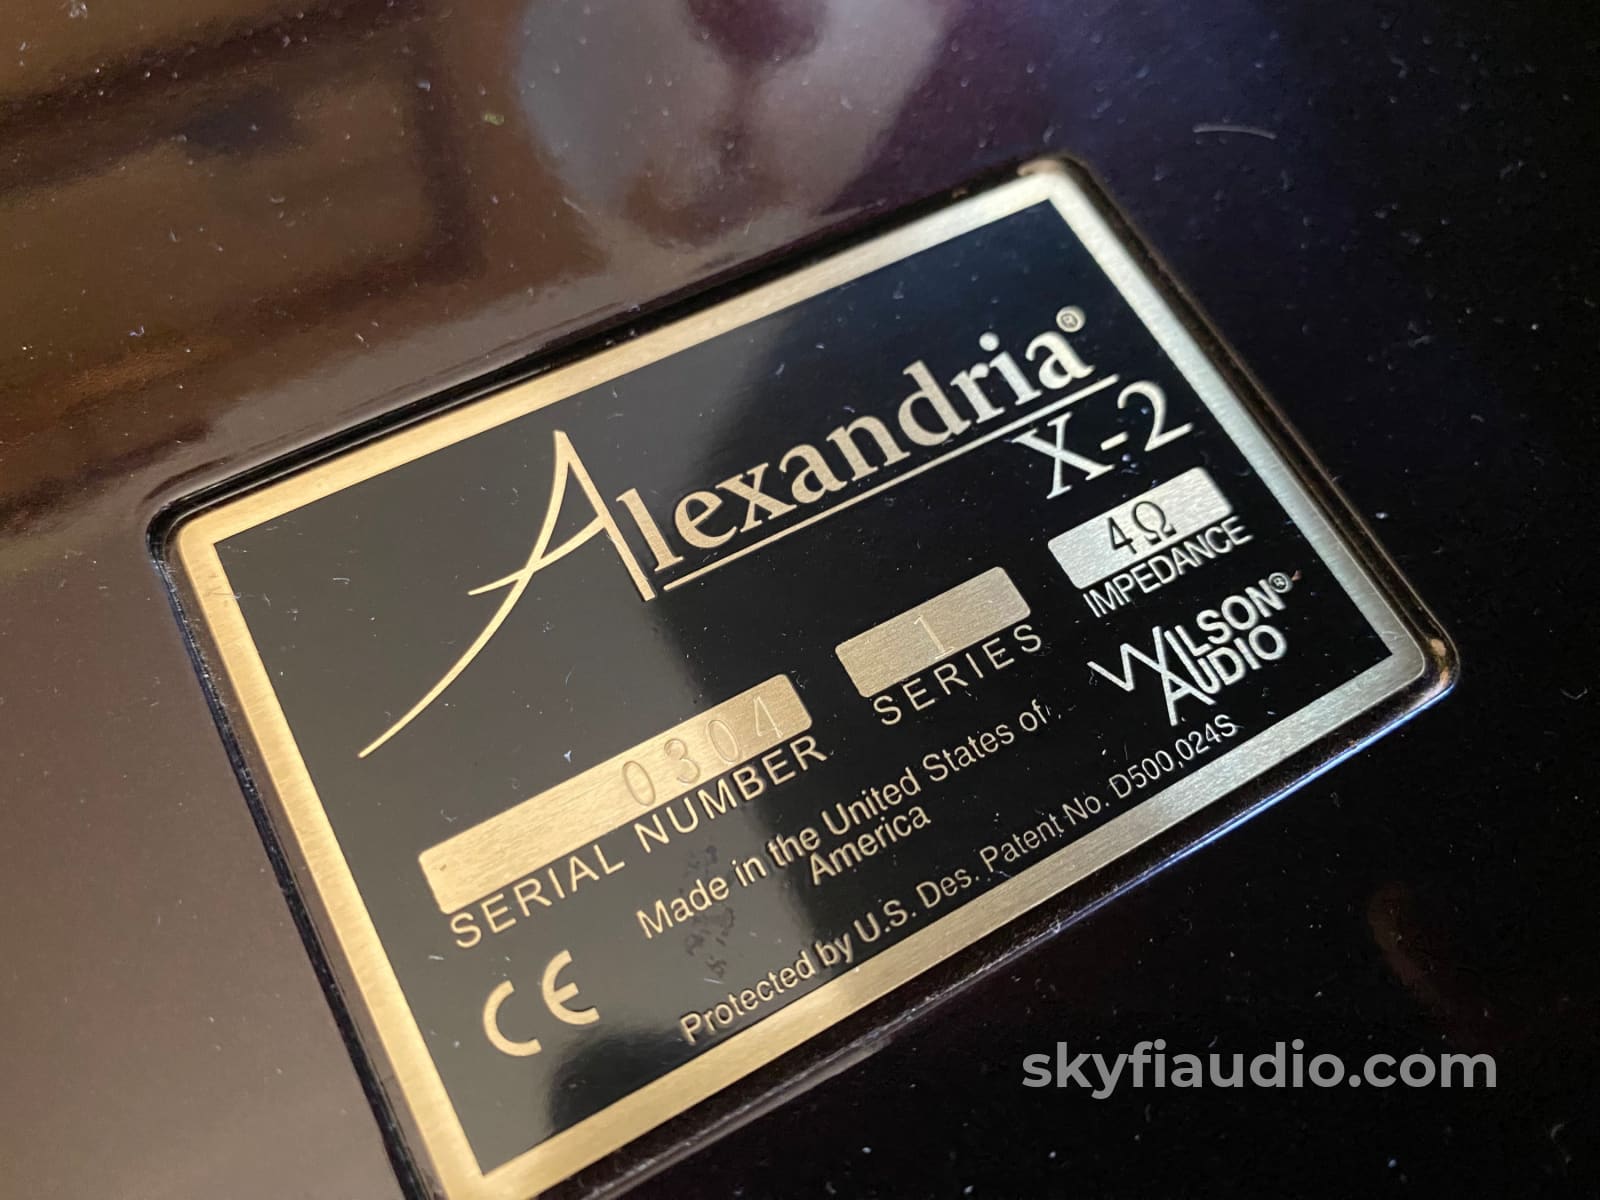 Alexandria®
X-2
4Ω
IMPEDANCE
1
SERIES
0304
SERIAL NUMBER
WILSON®
AUDIO
Made in the United States of
America
CE
Protected by U.S. Des. Patent No. D500,024S
skyfiaudio.com